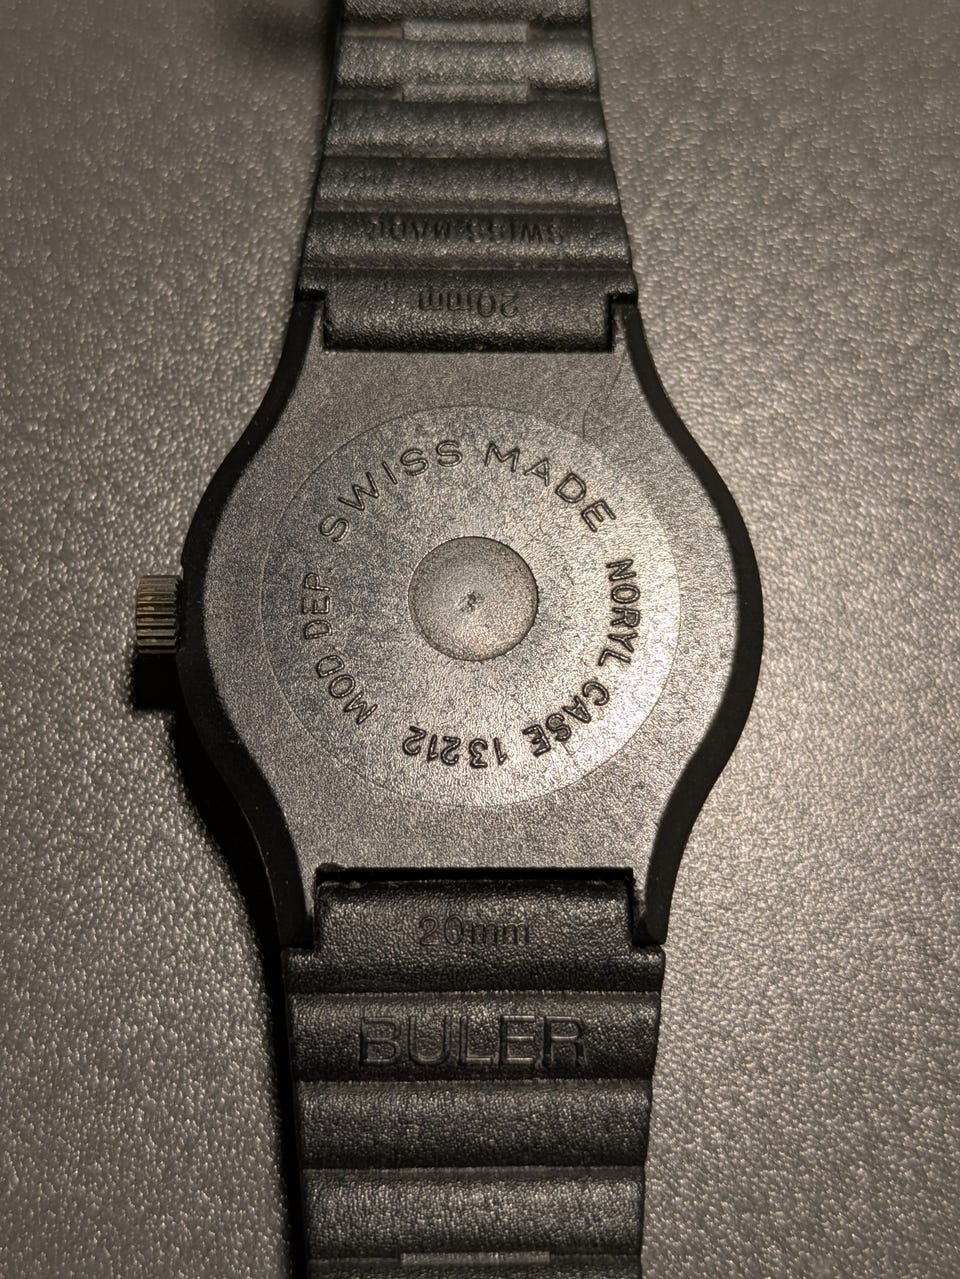 SWISS MADE
20mm
SWISS MADE
NORYL CASE 13212
MOD DEP.
20mm
BULER